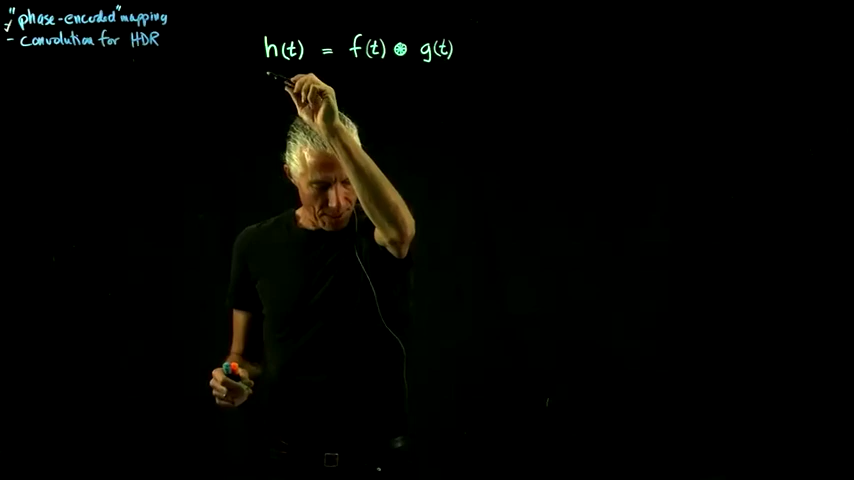 "phase-encoded" mapping
- convolution for HDR
h(t) = f(t) ⊛ g(t)